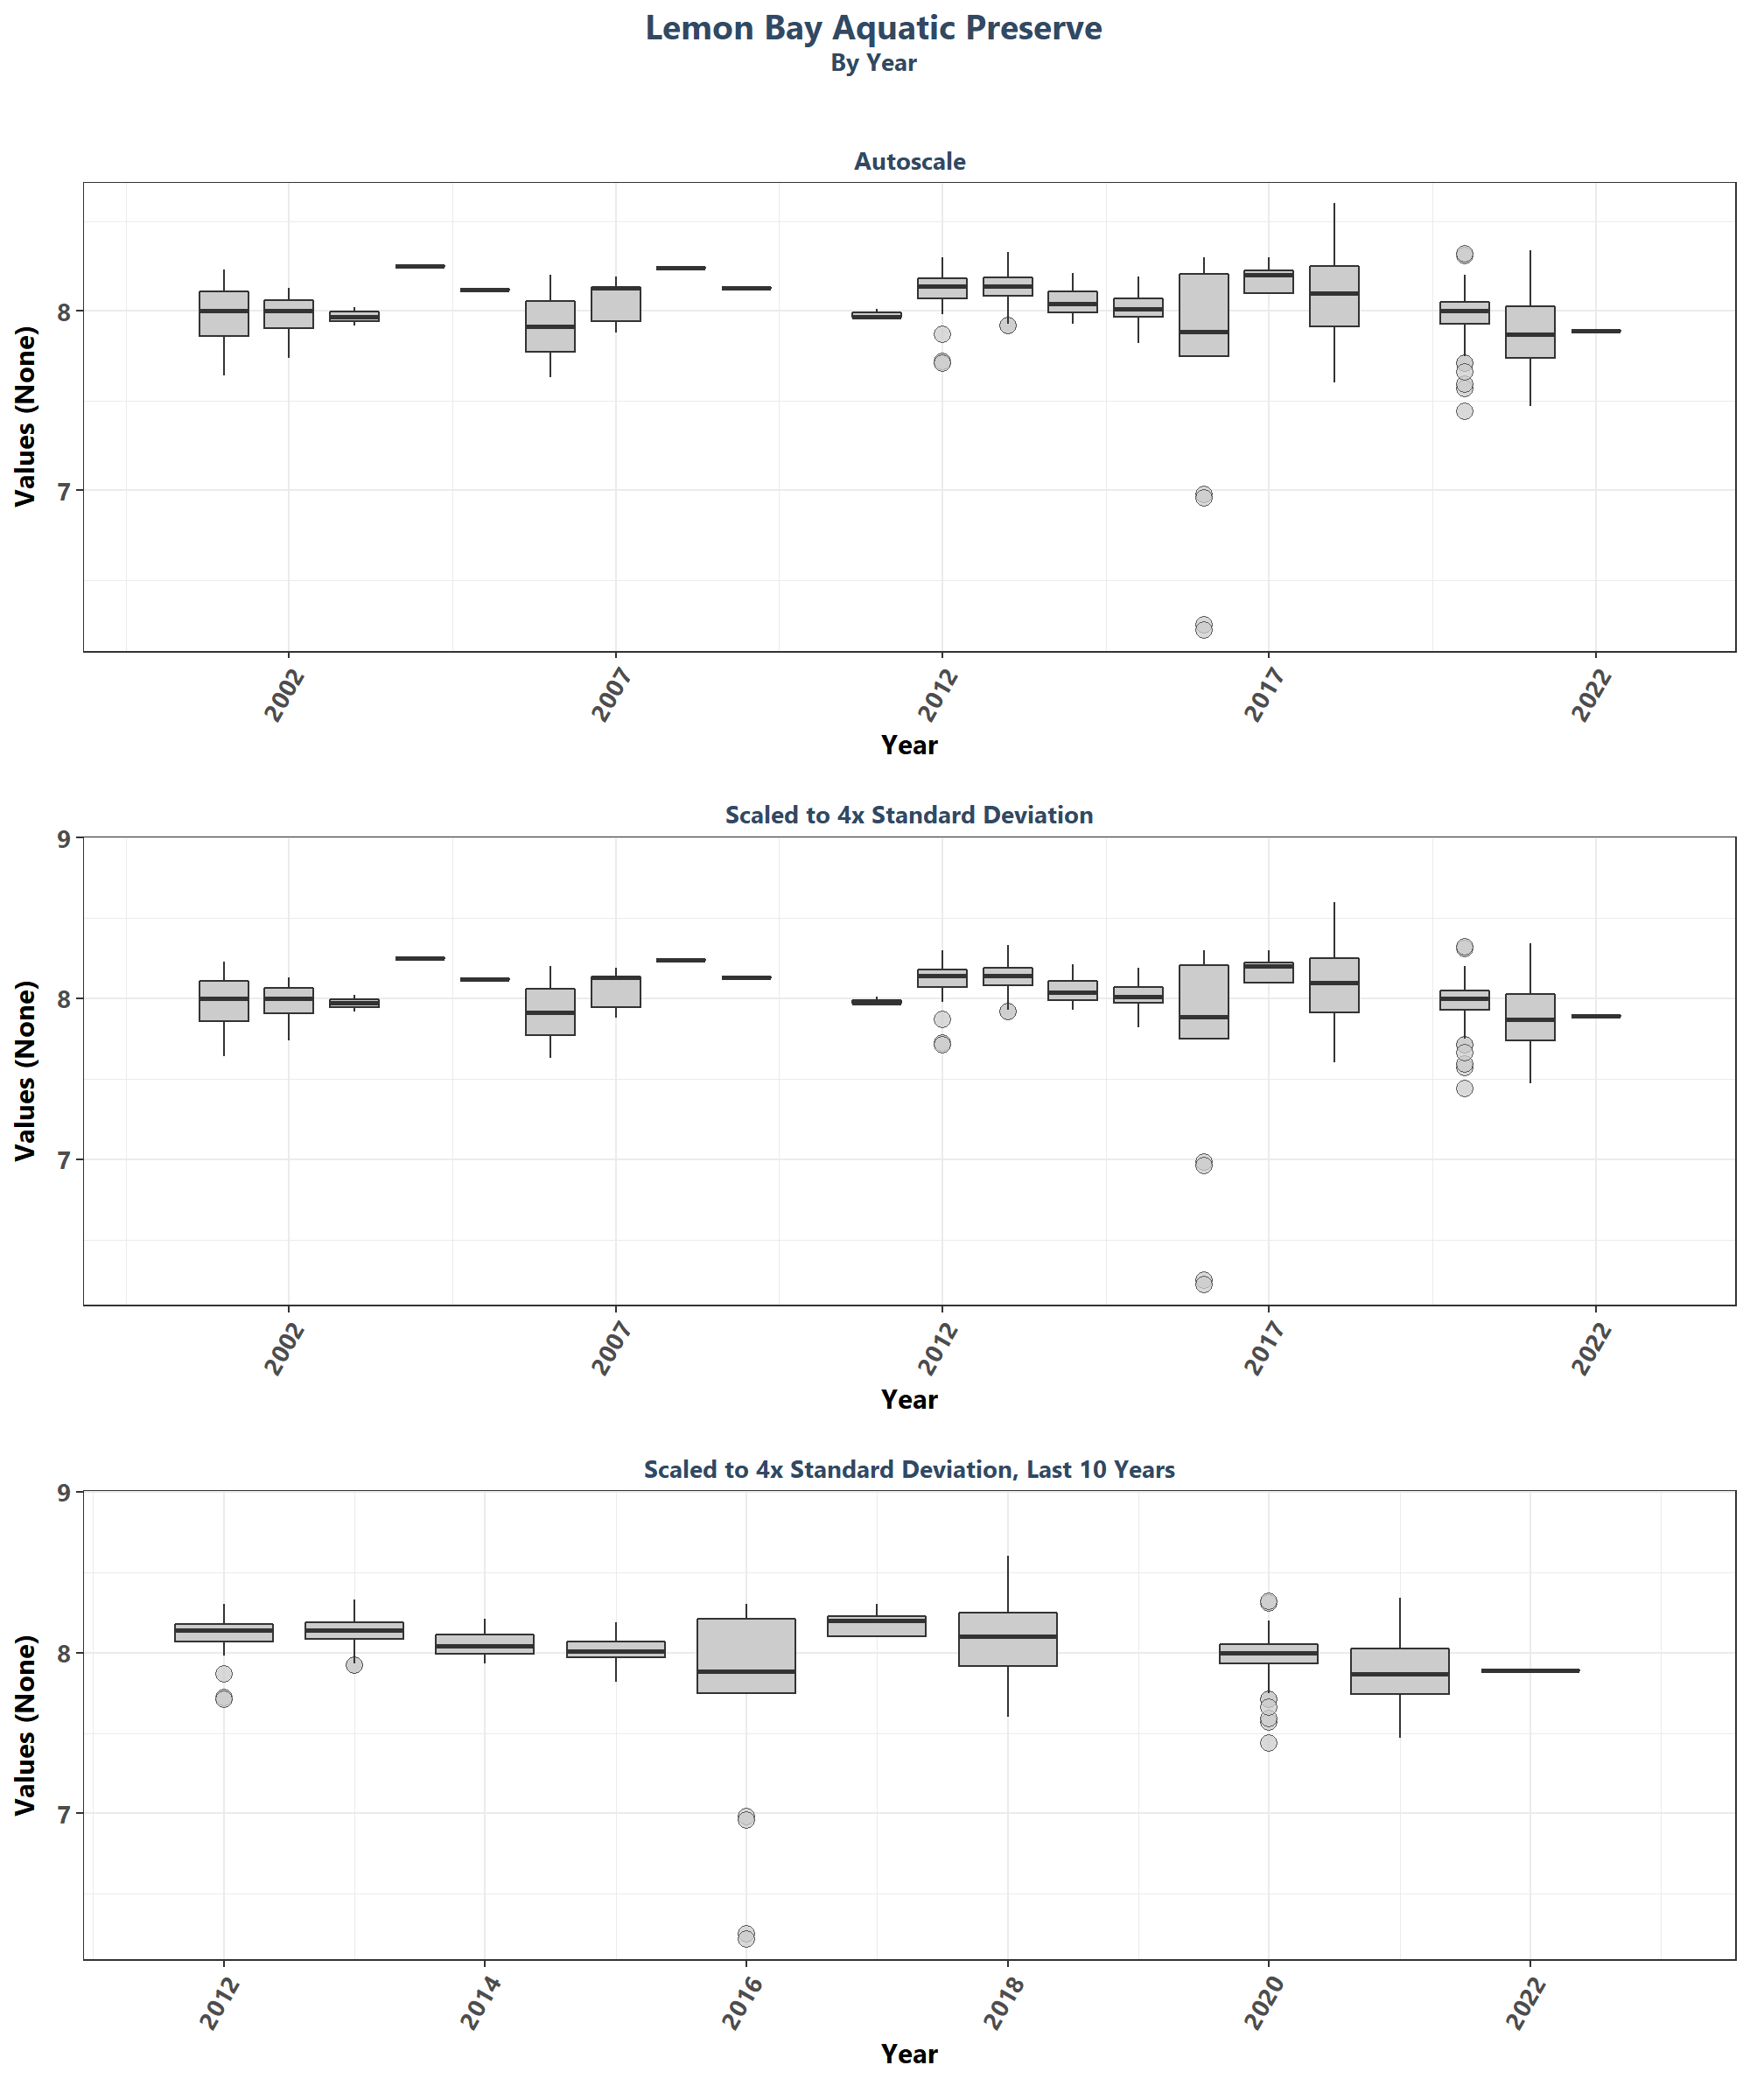 Lemon Bay Aquatic Preserve
By Year
Autoscale
Values (None)
8
7
2002 2007 2012 2017 2022
Year
Scaled to 4x Standard Deviation
Values (None)
9
8
7
2002 2007 2012 2017 2022
Year
Scaled to 4x Standard Deviation, Last 10 Years
Values (None)
9
8
7
2012 2014 2016 2018 2020 2022
Year